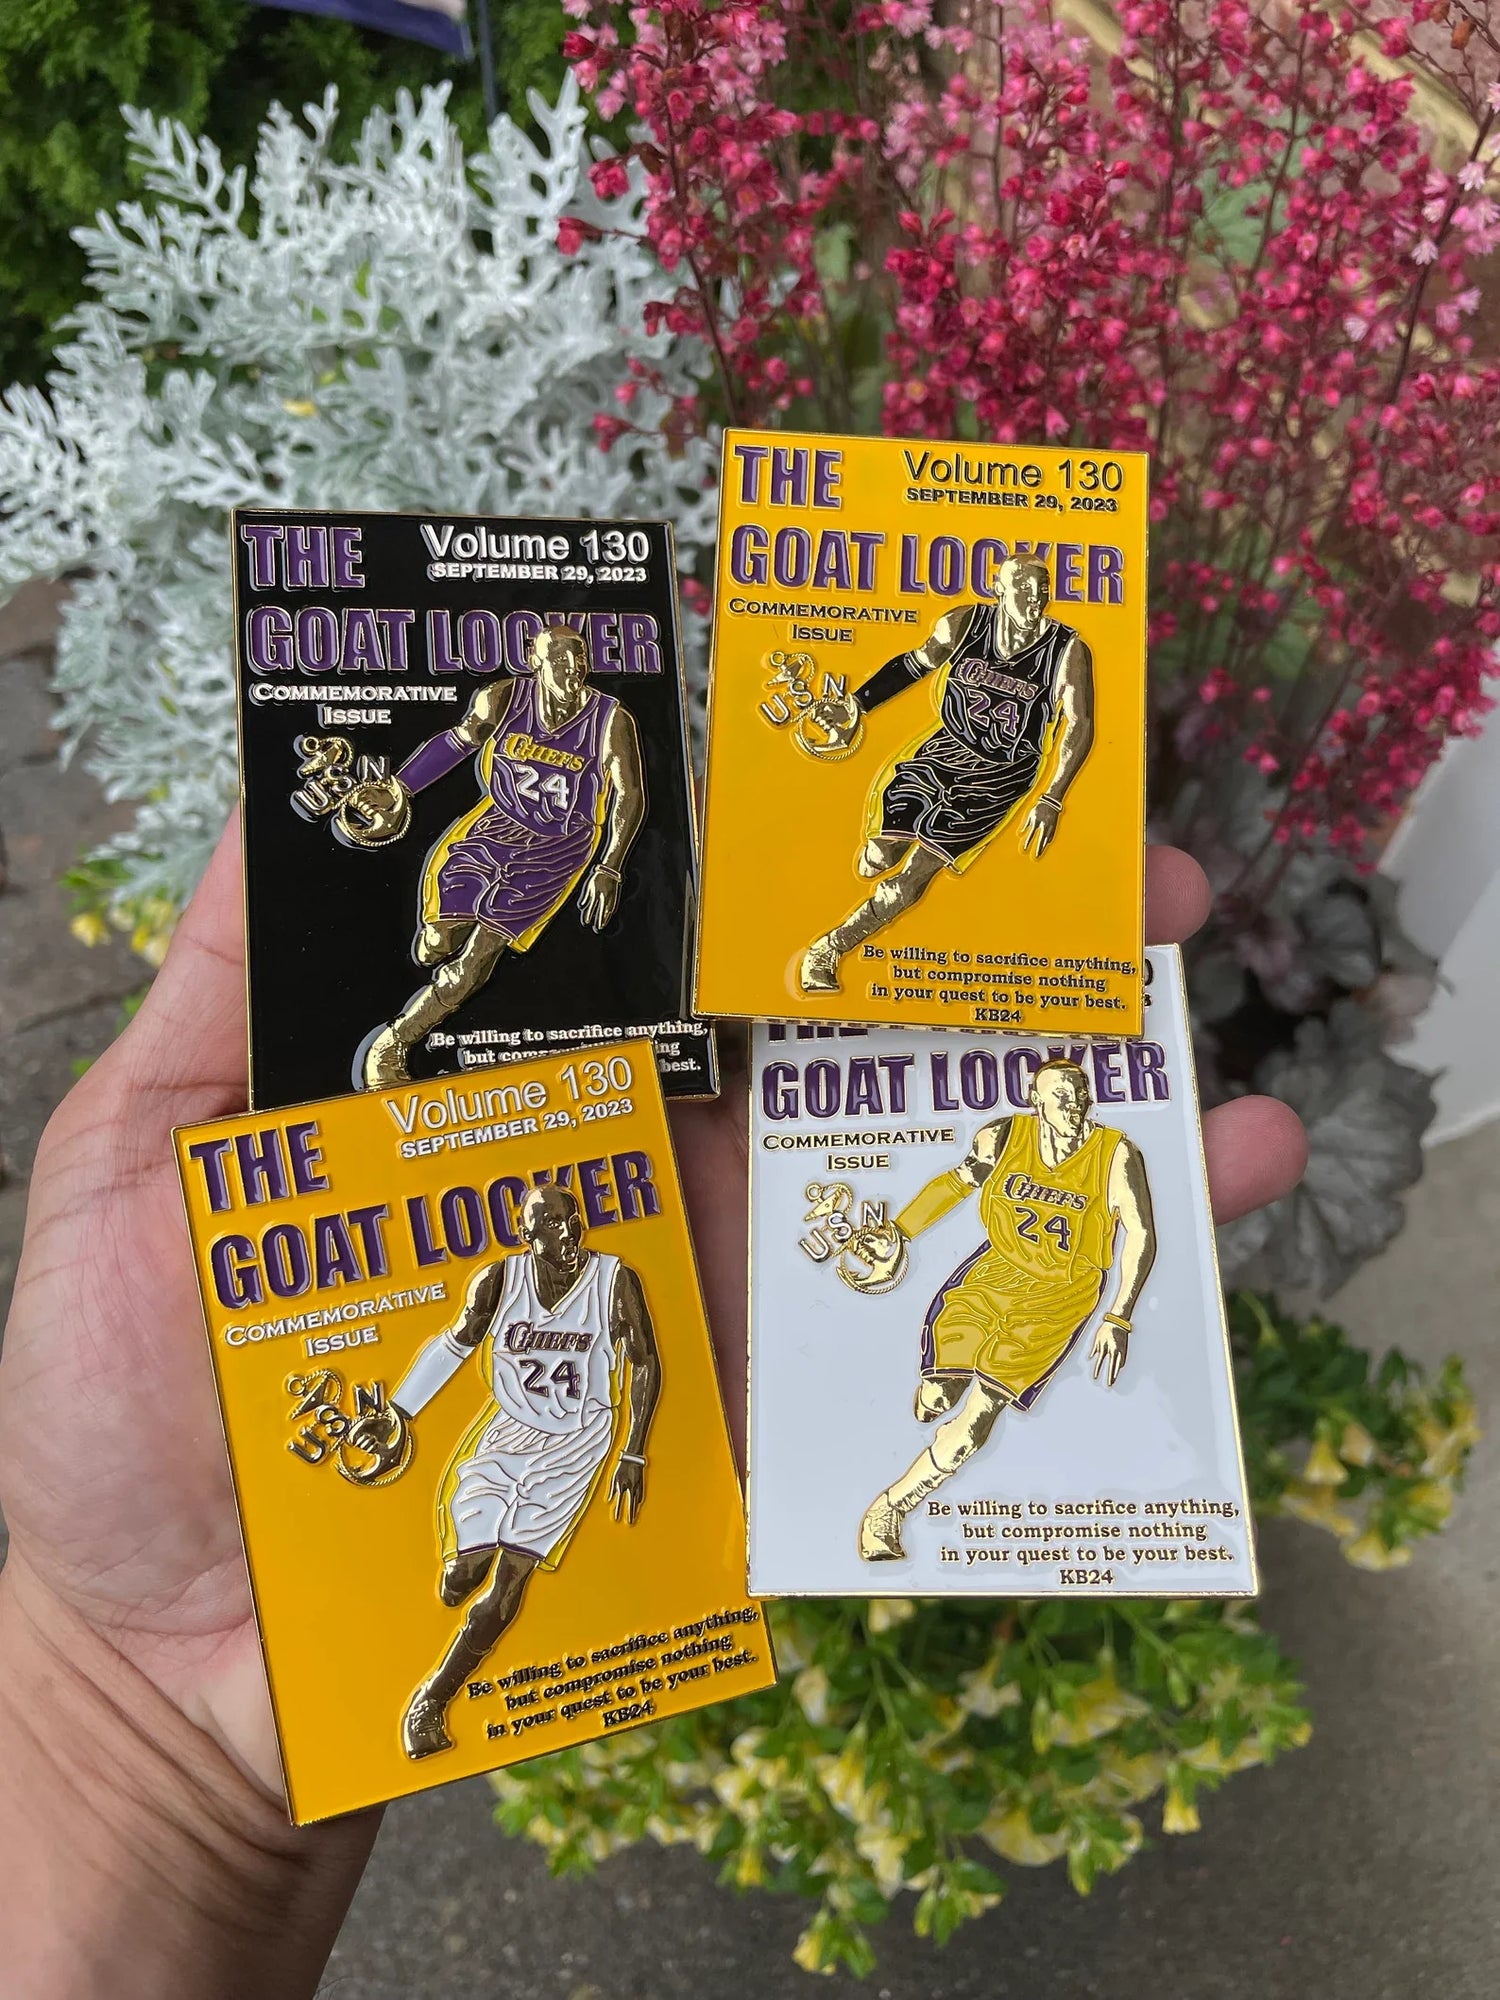 THE
Volume 130
SEPTEMBER 29, 2023
GOAT LOCKER
COMMEMORATIVE
ISSUE
U S N
CHIEFS
24
Be willing to sacrifice anything,
but
best.
THE
Volume 130
SEPTEMBER 29, 2023
GOAT LOCKER
COMMEMORATIVE
ISSUE
U S N
CHIEFS
24
Be willing to sacrifice anything,
but compromise nothing
in your quest to be your best.
KB24
Volume 130
SEPTEMBER 29, 2023
THE
GOAT LOCKER
COMMEMORATIVE
ISSUE
U S N
CHIEFS
24
Be willing to sacrifice anything,
but compromise nothing
in your quest to be your best.
KB24
THE
GOAT LOCKER
COMMEMORATIVE
ISSUE
U S N
CHIEFS
24
Be willing to sacrifice anything,
but compromise nothing
in your quest to be your best.
KB24